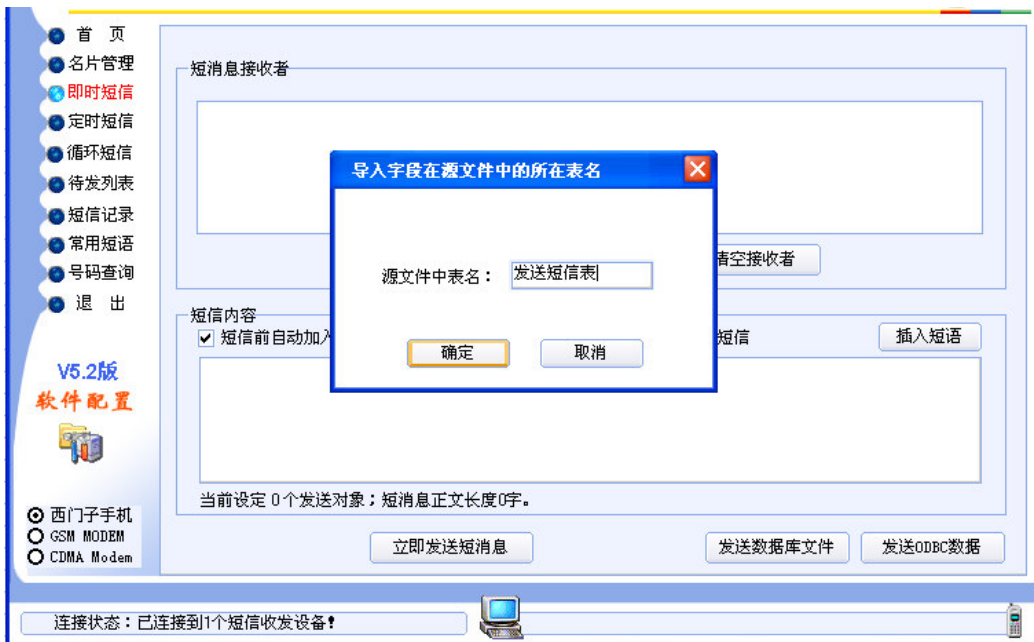 首 页
名片管理
即时短信
定时短信
循环短信
待发列表
短信记录
常用短语
号码查询
退 出
V5.2版
软件配置
西门子手机
GSM MODEM
CDMA Modem
短消息接收者
清空接收者
导入字段在源文件中的所在表名
源文件中表名：
发送短信表
确定
取消
短信内容
短信前自动加入
短信
插入短语
当前设定 0个发送对象；短消息正文长度0字。
立即发送短消息
发送数据库文件
发送ODBC数据
连接状态：已连接到1个短信收发设备！